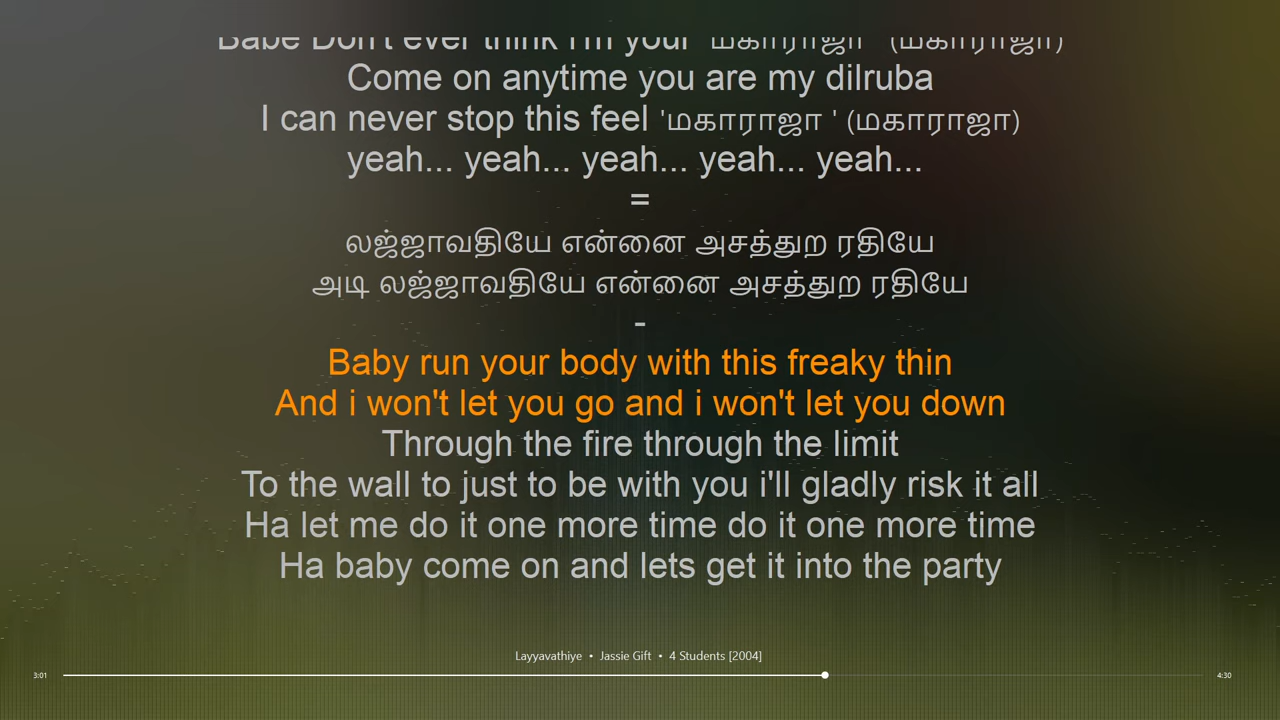 Babe Don't ever think i'm your 'மகாராஜா ' (மகாராஜா)
Come on anytime you are my dilruba
I can never stop this feel 'மகாராஜா ' (மகாராஜா)
yeah... yeah... yeah... yeah... yeah...
=
லஜ்ஜாவதியே என்னை அசத்துற ரதியே
அடி லஜ்ஜாவதியே என்னை அசத்துற ரதியே
-
Baby run your body with this freaky thin
And i won't let you go and i won't let you down
Through the fire through the limit
To the wall to just to be with you i'll gladly risk it all
Ha let me do it one more time do it one more time
Ha baby come on and lets get it into the party
Layyavathiye • Jassie Gift • 4 Students [2004]
3:01 4:30